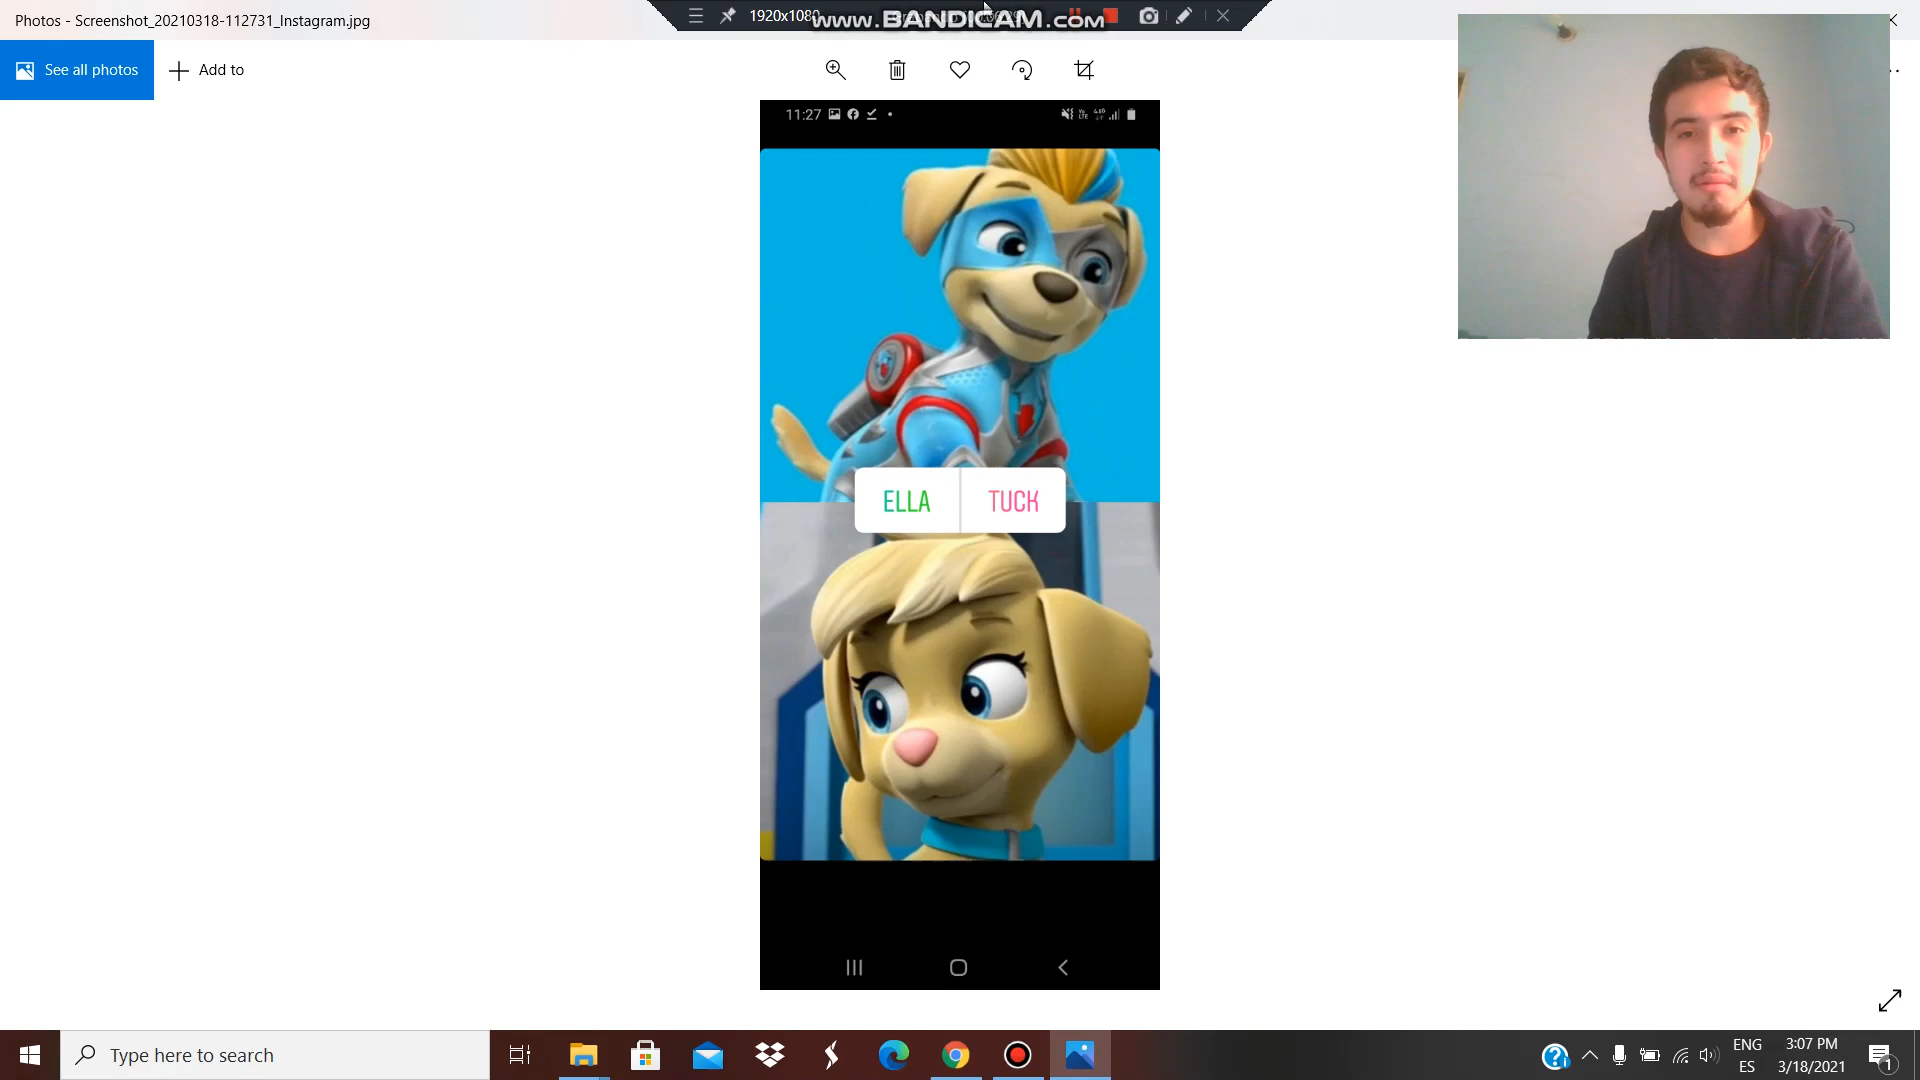 Photos - Screenshot_20210318-112731_Instagram.jpg
1920x1080
www.BANDICAM.com
See all photos
Add to
11:27
ELLA
TUCK
Type here to search
ENG
ES
3:07 PM
3/18/2021
1